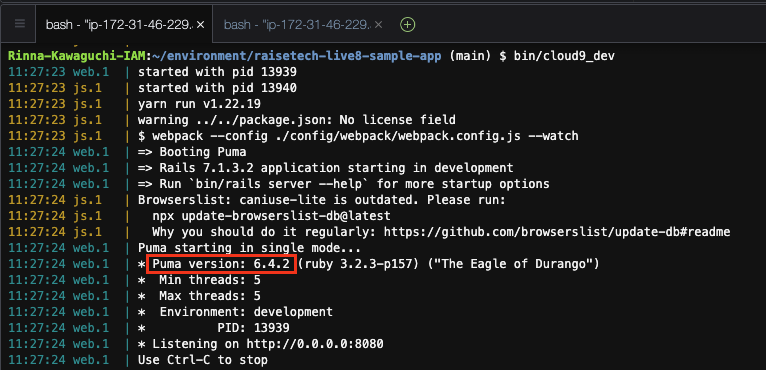 bash - "ip-172-31-46-229.
bash - "ip-172-31-46-229.
Rinna-Kawaguchi-IAM:~/environment/raisetech-live8-sample-app (main) $ bin/cloud9_dev
11:27:23 web.1  | started with pid 13939
11:27:23 js.1   | started with pid 13940
11:27:24 js.1   | yarn run v1.22.19
11:27:24 js.1   | warning ../../package.json: No license field
11:27:24 js.1   | $ webpack --config ./config/webpack/webpack.config.js --watch
11:27:24 web.1  | => Booting Puma
11:27:24 web.1  | => Rails 7.1.3.2 application starting in development
11:27:24 web.1  | => Run `bin/rails server --help` for more startup options
11:27:24 js.1   | Browserslist: caniuse-lite is outdated. Please run:
11:27:24 js.1   |   npx update-browserslist-db@latest
11:27:24 js.1   |   Why you should do it regularly: https://github.com/browserslist/update-db#readme
11:27:24 web.1  | Puma starting in single mode...
11:27:24 web.1  | * Puma version: 6.4.2 (ruby 3.2.3-p157) ("The Eagle of Durango")
11:27:24 web.1  | *  Min threads: 5
11:27:24 web.1  | *  Max threads: 5
11:27:24 web.1  | *  Environment: development
11:27:24 web.1  | *          PID: 13939
11:27:24 web.1  | * Listening on http://0.0.0.0:8080
11:27:24 web.1  | Use Ctrl-C to stop